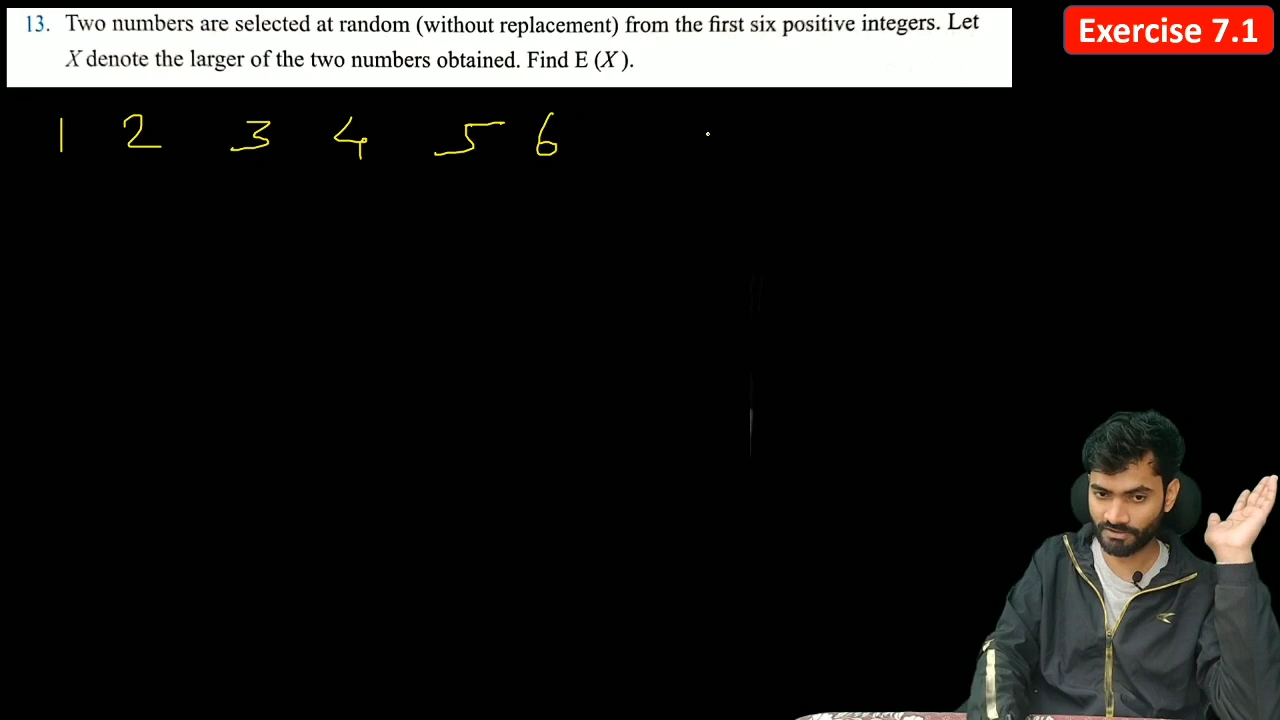 13. Two numbers are selected at random (without replacement) from the first six positive integers. Let
X denote the larger of the two numbers obtained. Find E (X).
Exercise 7.1
1 2 3 4 5 6